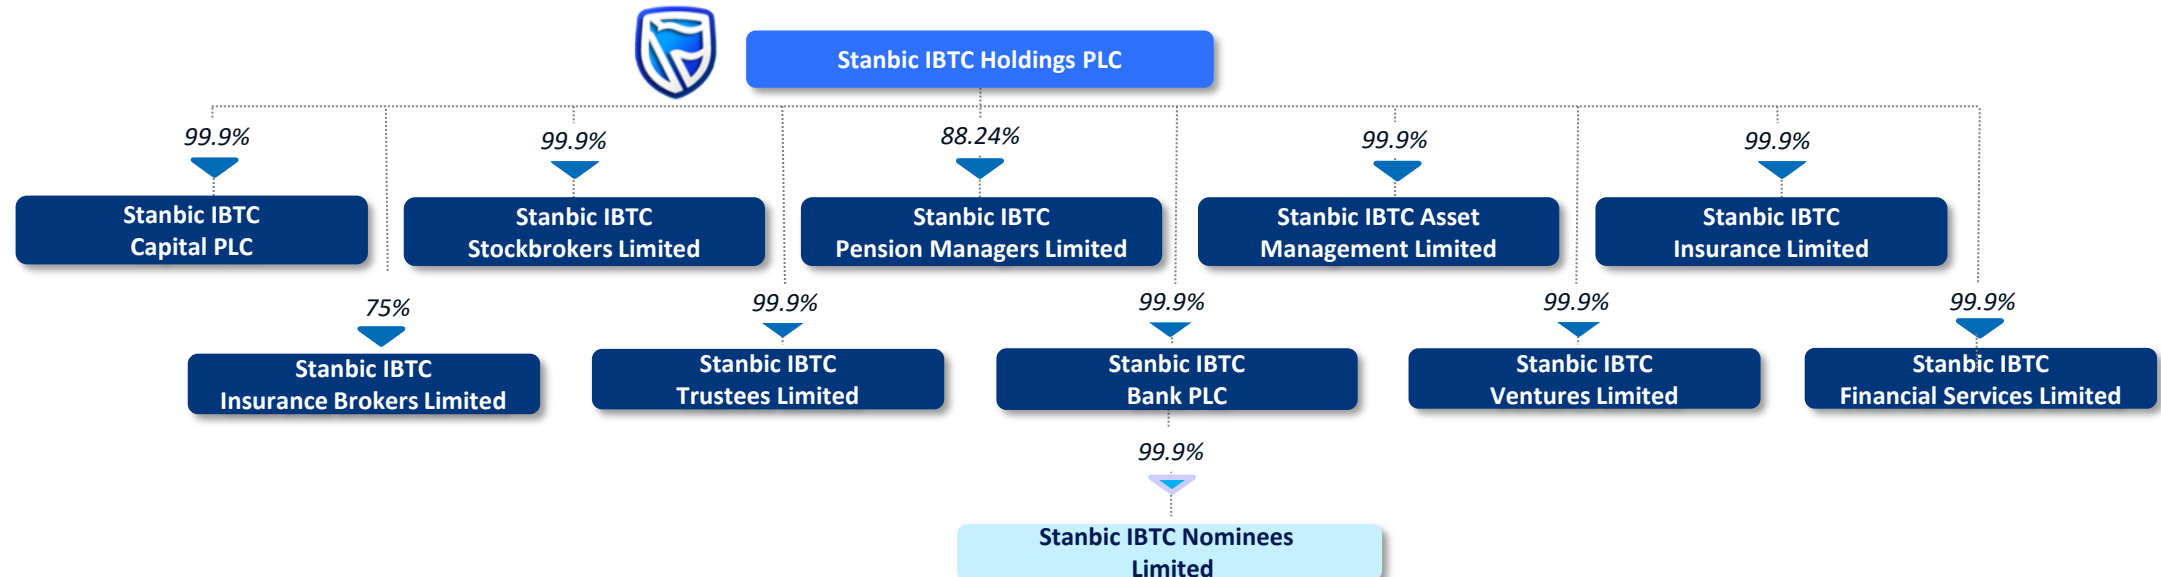 Stanbic IBTC Holdings PLC
99.9%
99.9%
88.24%
99.9%
99.9%
Stanbic IBTC
Capital PLC
Stanbic IBTC
Stockbrokers Limited
Stanbic IBTC
Pension Managers Limited
Stanbic IBTC Asset
Management Limited
Stanbic IBTC
Insurance Limited
75%
99.9%
99.9%
99.9%
99.9%
Stanbic IBTC
Insurance Brokers Limited
Stanbic IBTC
Trustees Limited
Stanbic IBTC
Bank PLC
Stanbic IBTC
Ventures Limited
Stanbic IBTC
Financial Services Limited
99.9%
Stanbic IBTC Nominees
Limited